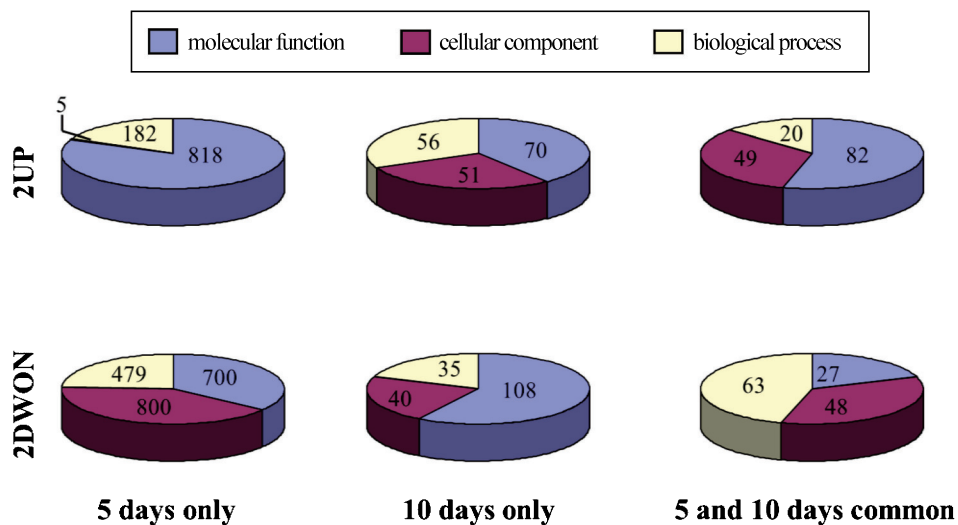 molecular function cellular component biological process
2UP
5 182 818
56 70 51
20 49 82
2DWON
479 700 800
35 40 108
63 27 48
5 days only 10 days only 5 and 10 days common